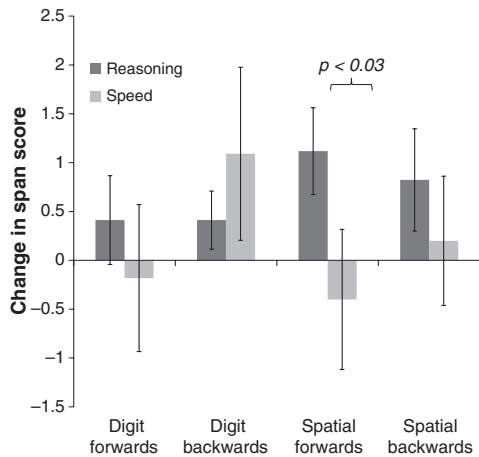 2.5
2
1.5
1
0.5
0
−0.5
−1
−1.5
Change in span score
Reasoning
Speed
p < 0.03
Digit
forwards
Digit
backwards
Spatial
forwards
Spatial
backwards